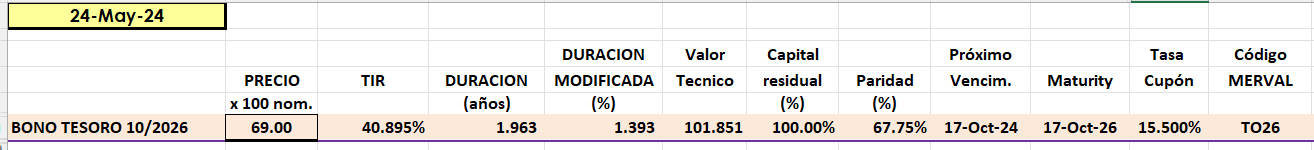 24-May-24
DURACION Valor Capital Próximo Tasa Código
PRECIO TIR DURACION MODIFICADA Tecnico residual Paridad Vencim. Maturity Cupón MERVAL
x 100 nom. (años) (%) (%) (%)
BONO TESORO 10/2026 69.00 40.895% 1.963 1.393 101.851 100.00% 67.75% 17-Oct-24 17-Oct-26 15.500% TO26